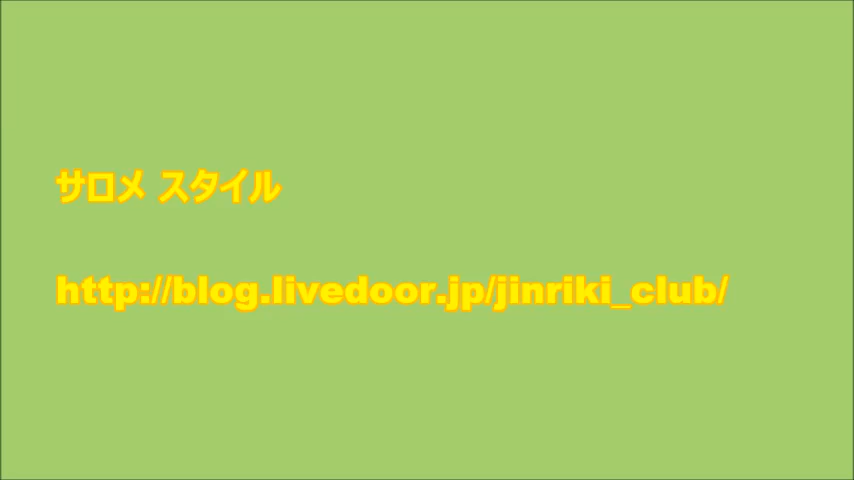 サロメ スタイル
http://blog.livedoor.jp/jinriki_club/